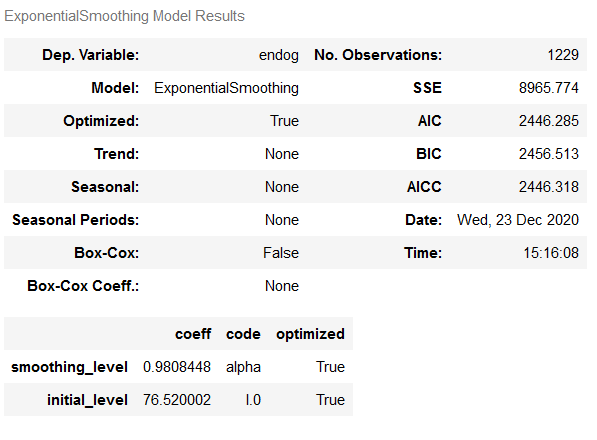 ExponentialSmoothing Model Results
Dep. Variable: endog No. Observations: 1229
Model: ExponentialSmoothing SSE 8965.774
Optimized: True AIC 2446.285
Trend: None BIC 2456.513
Seasonal: None AICC 2446.318
Seasonal Periods: None Date: Wed, 23 Dec 2020
Box-Cox: False Time: 15:16:08
Box-Cox Coeff.: None
coeff code optimized
smoothing_level 0.9808448 alpha True
initial_level 76.520002 l.0 True